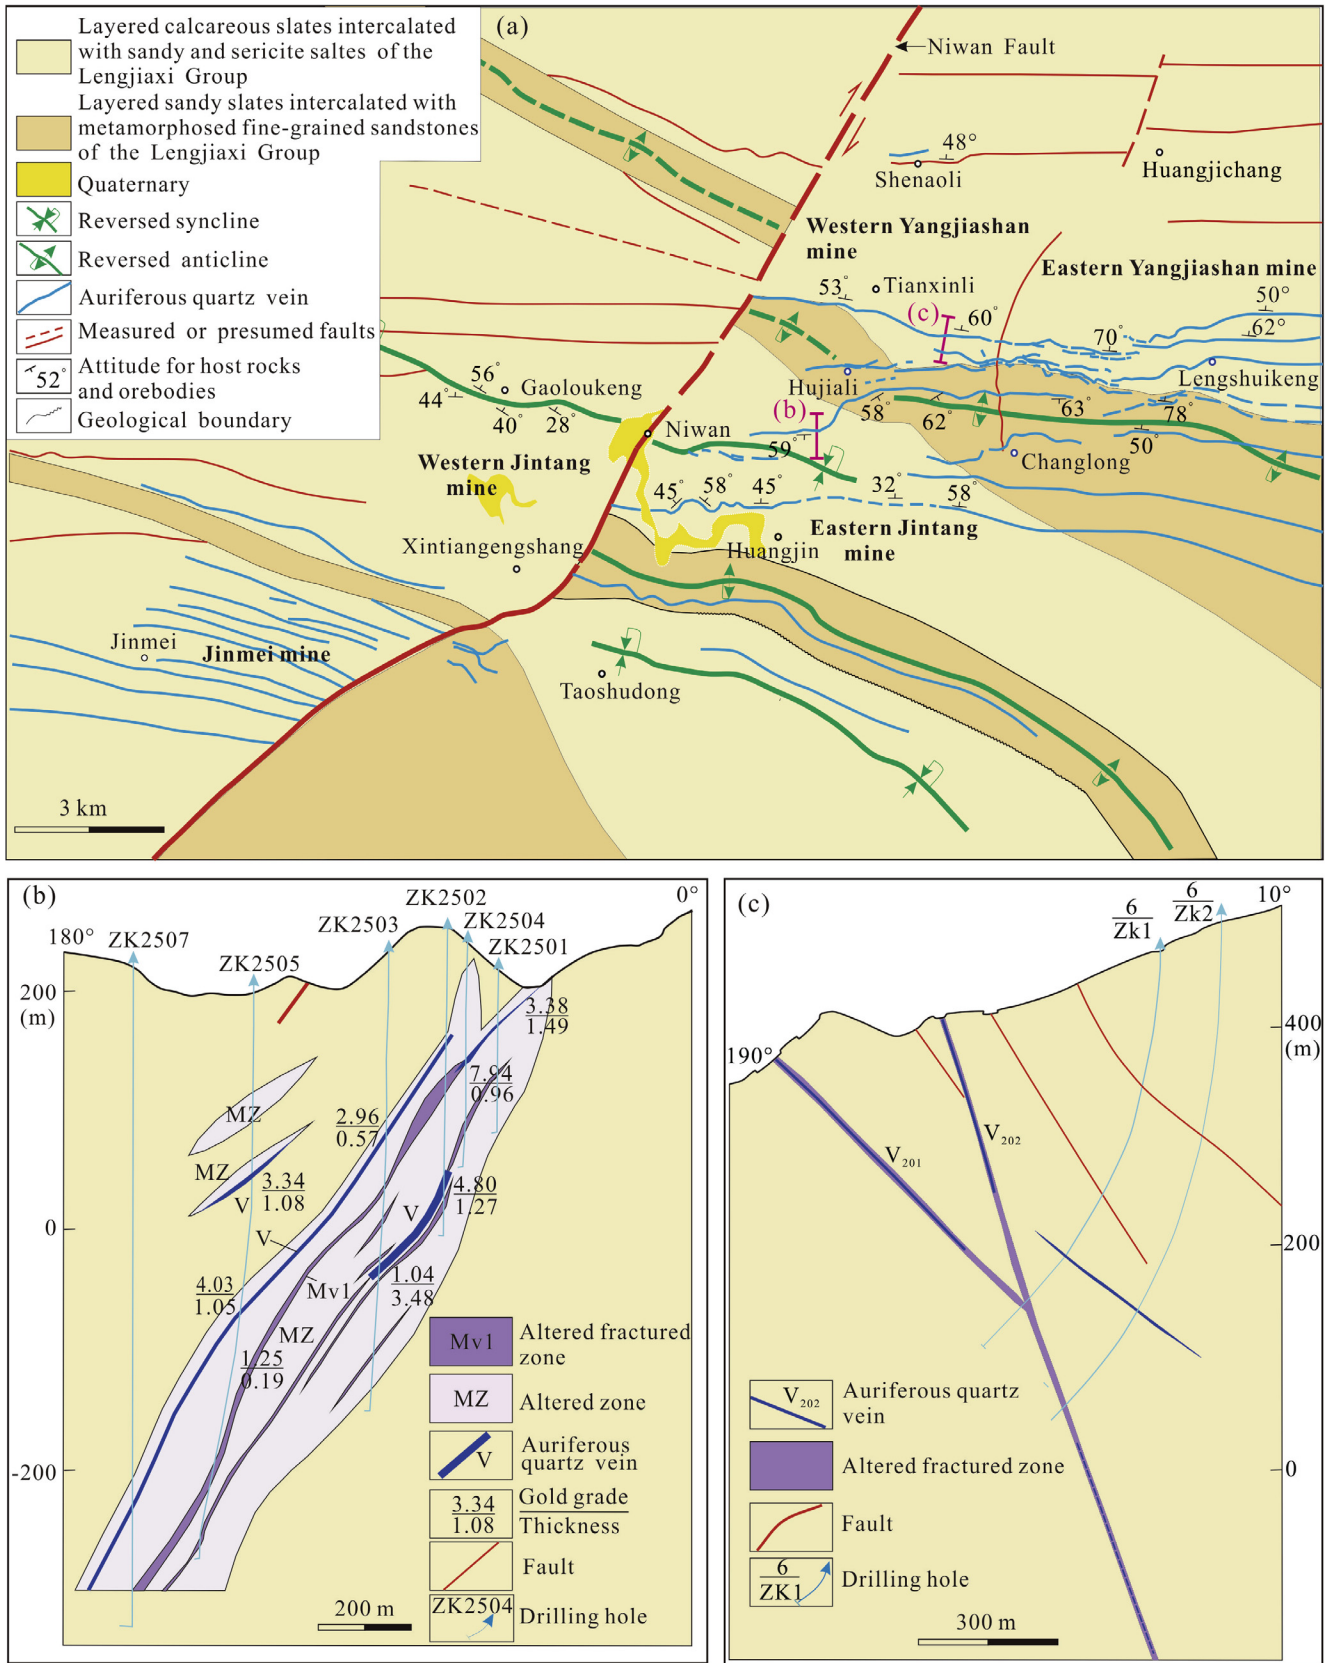 (a)
Layered calcareous slates intercalated
with sandy and sericite saltes of the
Lengjiaxi Group
Layered sandy slates intercalated with
metamorphosed fine-grained sandstones
of the Lengjiaxi Group
Quaternary
Reversed syncline
Reversed anticline
Auriferous quartz vein
Measured or presumed faults
52°
Attitude for host rocks
and orebodies
Geological boundary
Niwan Fault
48°
Shenaoli
Huangjichang
Western Yangjiashan
mine
Eastern Yangjiashan mine
53°
Tianxinli
(c)
60°
50°
62°
70°
Lengshuikeng
Hujiali
56°
44°
Gaoloukeng
40°
28°
(b)
58°
62°
63°
78°
Niwan
59°
50°
Changlong
Western Jintang
mine
45°
58°
45°
32°
58°
Eastern Jintang
mine
Huangjin
Xintiangengshang
Jinmei
Jinmei mine
Taoshudong
3 km
(b)
0°
180°
ZK2507
ZK2505
ZK2503
ZK2502
ZK2504
ZK2501
200
(m)
0
-200
3.38
1.49
7.94
0.96
2.96
0.57
MZ
MZ
V
3.34
1.08
4.80
1.27
V
V
4.03
1.05
Mv1
1.04
3.48
MZ
1.25
0.19
Mv1
Altered fractured
zone
MZ
Altered zone
V
Auriferous
quartz vein
3.34
1.08
Gold grade
Thickness
Fault
ZK2504
Drilling hole
200 m
(c)
6
Zk1
6
Zk2
10°
190°
400
(m)
200
0
V201
V202
V202
Auriferous quartz
vein
Altered fractured zone
Fault
6
ZK1
Drilling hole
300 m